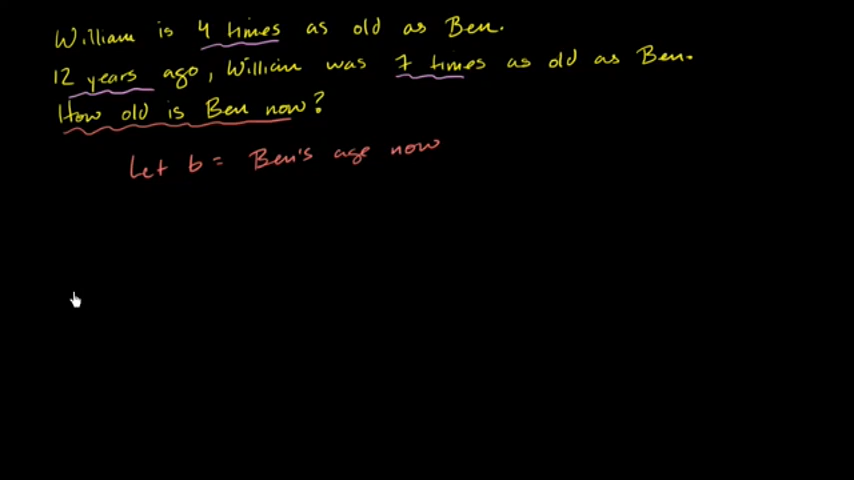 William is 4 times as old as Ben.
12 years ago, William was 7 times as old as Ben.
How old is Ben now?
Let b = Ben's age now